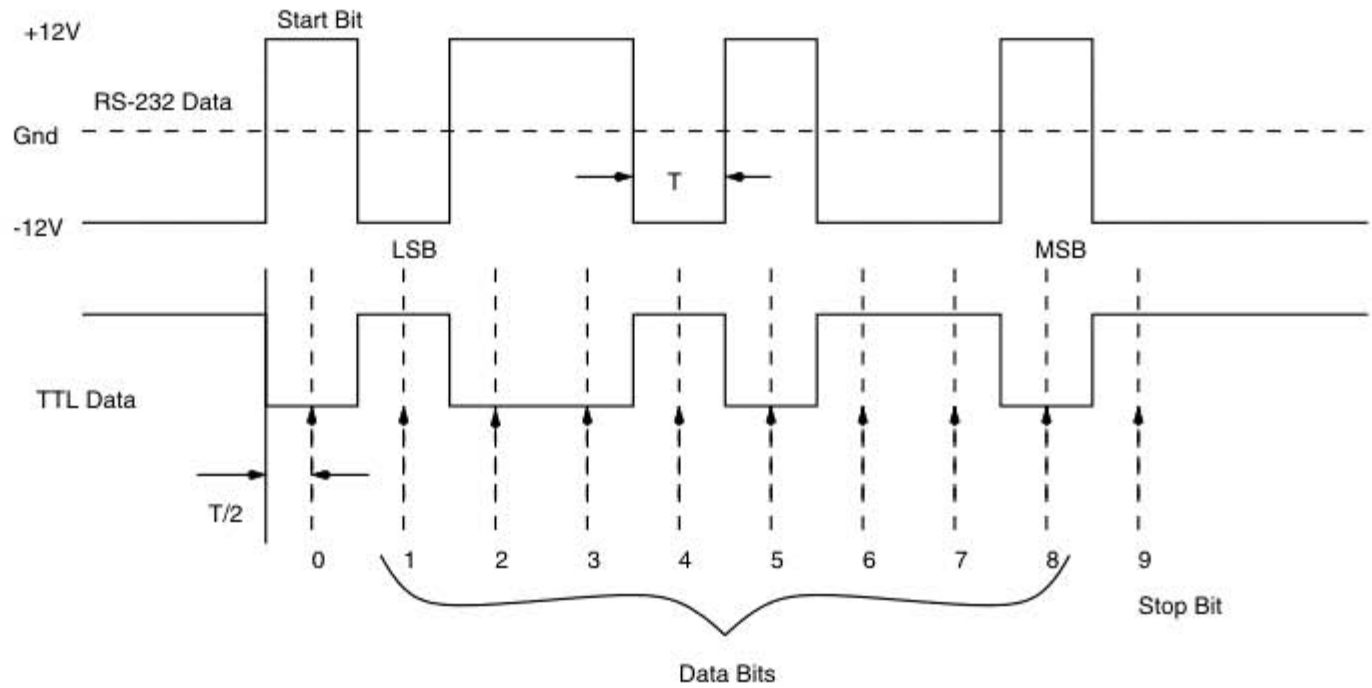 Start Bit
+12V
RS-232 Data
Gnd
T
-12V
LSB
MSB
TTL Data
T/2
0 1 2 3 4 5 6 7 8 9
Stop Bit
Data Bits